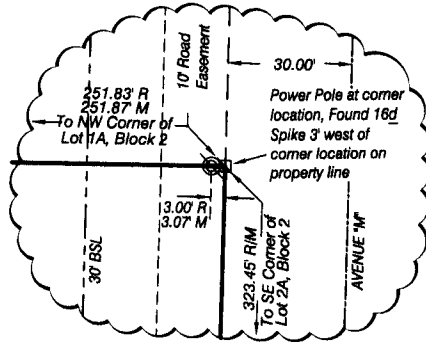 251.83' R
251.87' M
To NW Corner of
Lot 1A, Block 2
10' Road
Easement
30.00'
Power Pole at corner
location, Found 16d
Spike 3' west of
corner location on
property line
3.00' R
3.07' M
30' BSL
323.45' R/M
To SE Corner of
Lot 2A, Block 2
AVENUE "M"